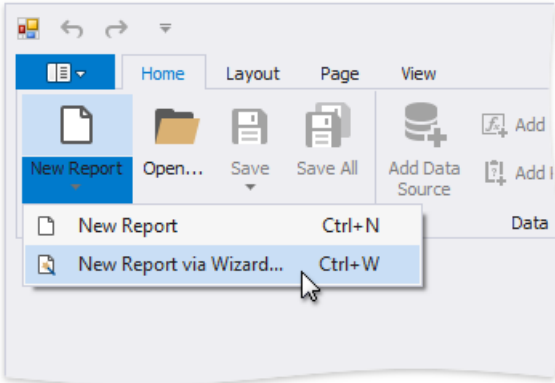 Home Layout Page View
New Report Open... Save Save All Add Data Source
Add
Add
New Report Ctrl+N
Data
New Report via Wizard... Ctrl+W